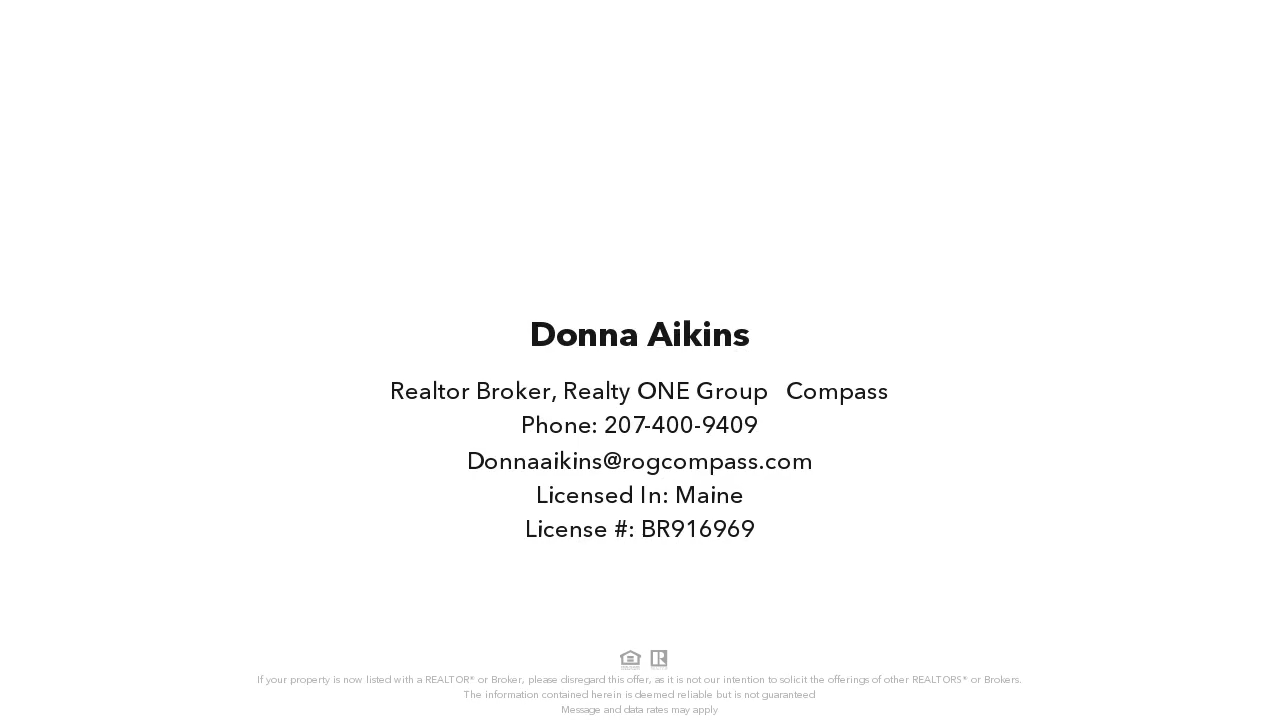 Donna Aikins
Realtor Broker, Realty ONE Group   Compass
Phone: 207-400-9409
Donnaaikins@rogcompass.com
Licensed In: Maine
License #: BR916969
If your property is now listed with a REALTOR® or Broker, please disregard this offer, as it is not our intention to solicit the offerings of other REALTORS® or Brokers.
The information contained herein is deemed reliable but is not guaranteed
Message and data rates may apply